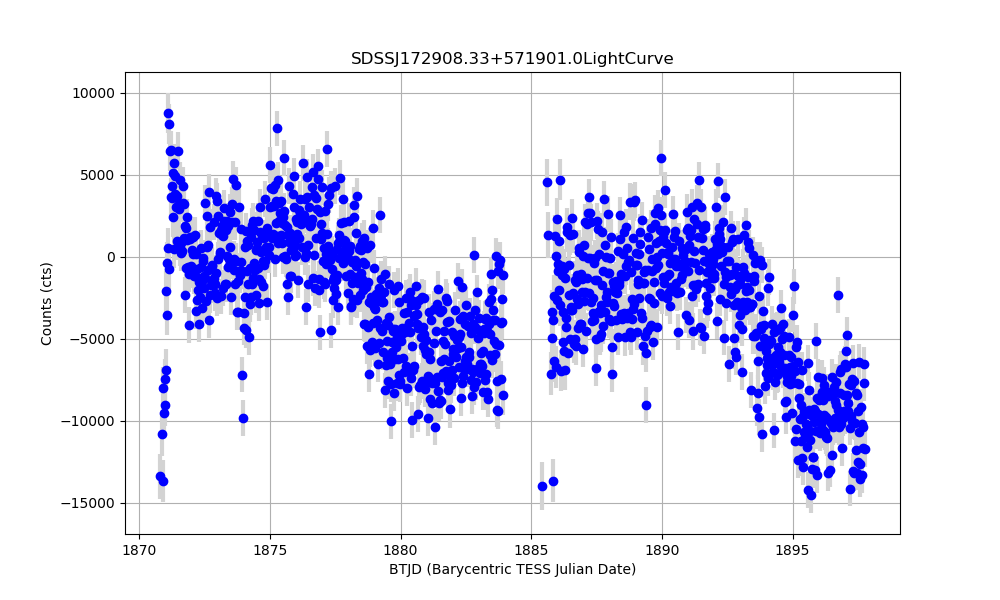 SDSSJ172908.33+571901.0LightCurve
10000
5000
0
−5000
−10000
−15000
Counts (cts)
1870 1875 1880 1885 1890 1895
BTJD (Barycentric TESS Julian Date)